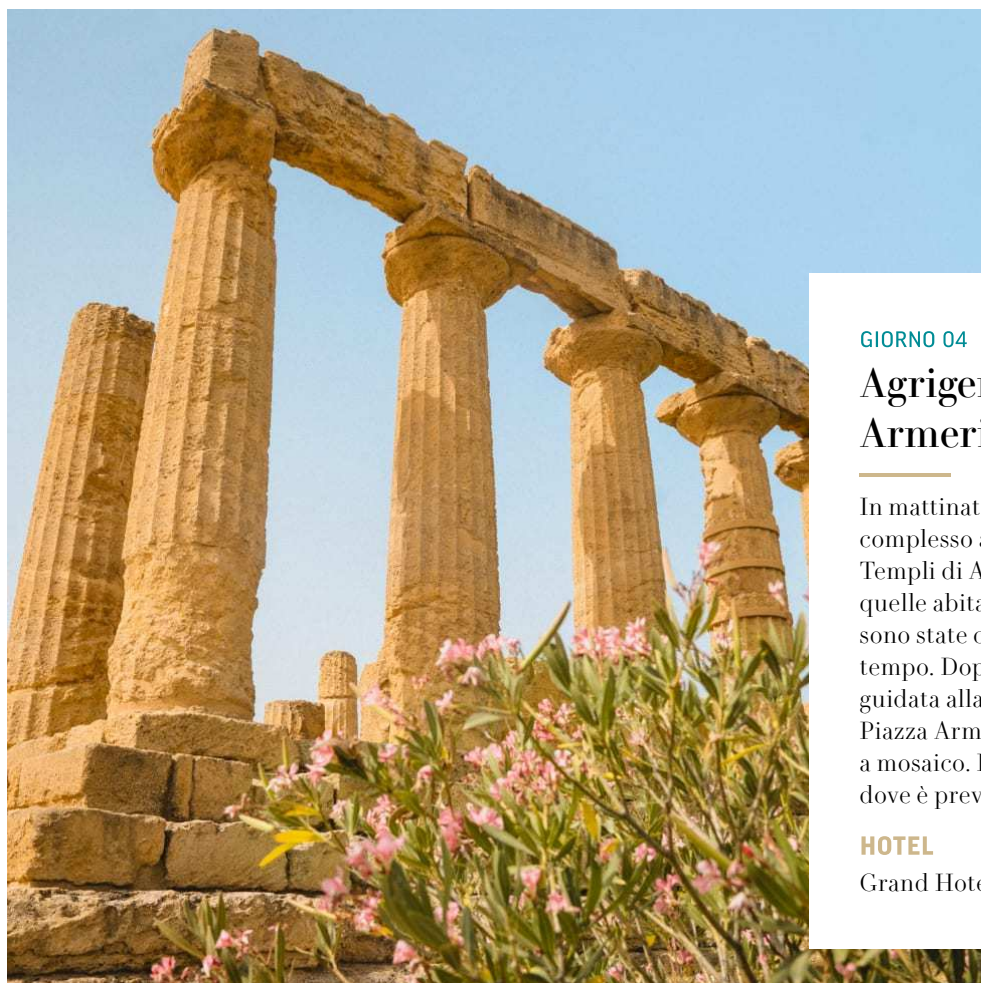 GIORNO 04
Agrige
Armeri
In mattinat
complesso
Templi di A
quelle abita
sono state
tempo. Dop
guidata alla
Piazza Arm
a mosaico.
dove è prev
HOTEL
Grand Hote